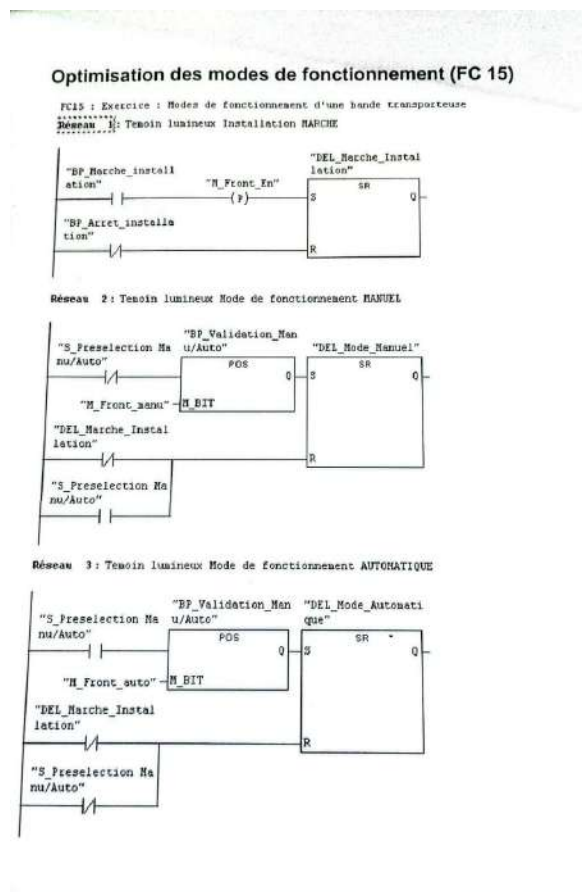 Optimisation des modes de fonctionnement (FC 15)
FC15 : Exercice : Modes de fonctionnement d'une bande transporteuse
Réseau 1 : Temoin lumineux Installation MARCHE
"DEL_Marche_Instal
lation"
"BP_Marche_install
ation"
"M_Front_En"
SR
(P)
S
Q
"BP_Arret_installa
tion"
R
Réseau 2 : Temoin lumineux Mode de fonctionnement MANUEL
"BP_Validation_Man
u/Auto"
"S_Preselection Ma
nu/Auto"
"DEL_Mode_Manuel"
POS
SR
Q
S
Q
"M_Front_manu"
M_BIT
"DEL_Marche_Instal
lation"
R
"S_Preselection Ma
nu/Auto"
Réseau 3 : Temoin lumineux Mode de fonctionnement AUTOMATIQUE
"BP_Validation_Man
u/Auto"
"DEL_Mode_Automati
que"
"S_Preselection Ma
nu/Auto"
POS
SR
Q
S
Q
"M_Front_auto"
M_BIT
"DEL_Marche_Instal
lation"
R
"S_Preselection Ma
nu/Auto"